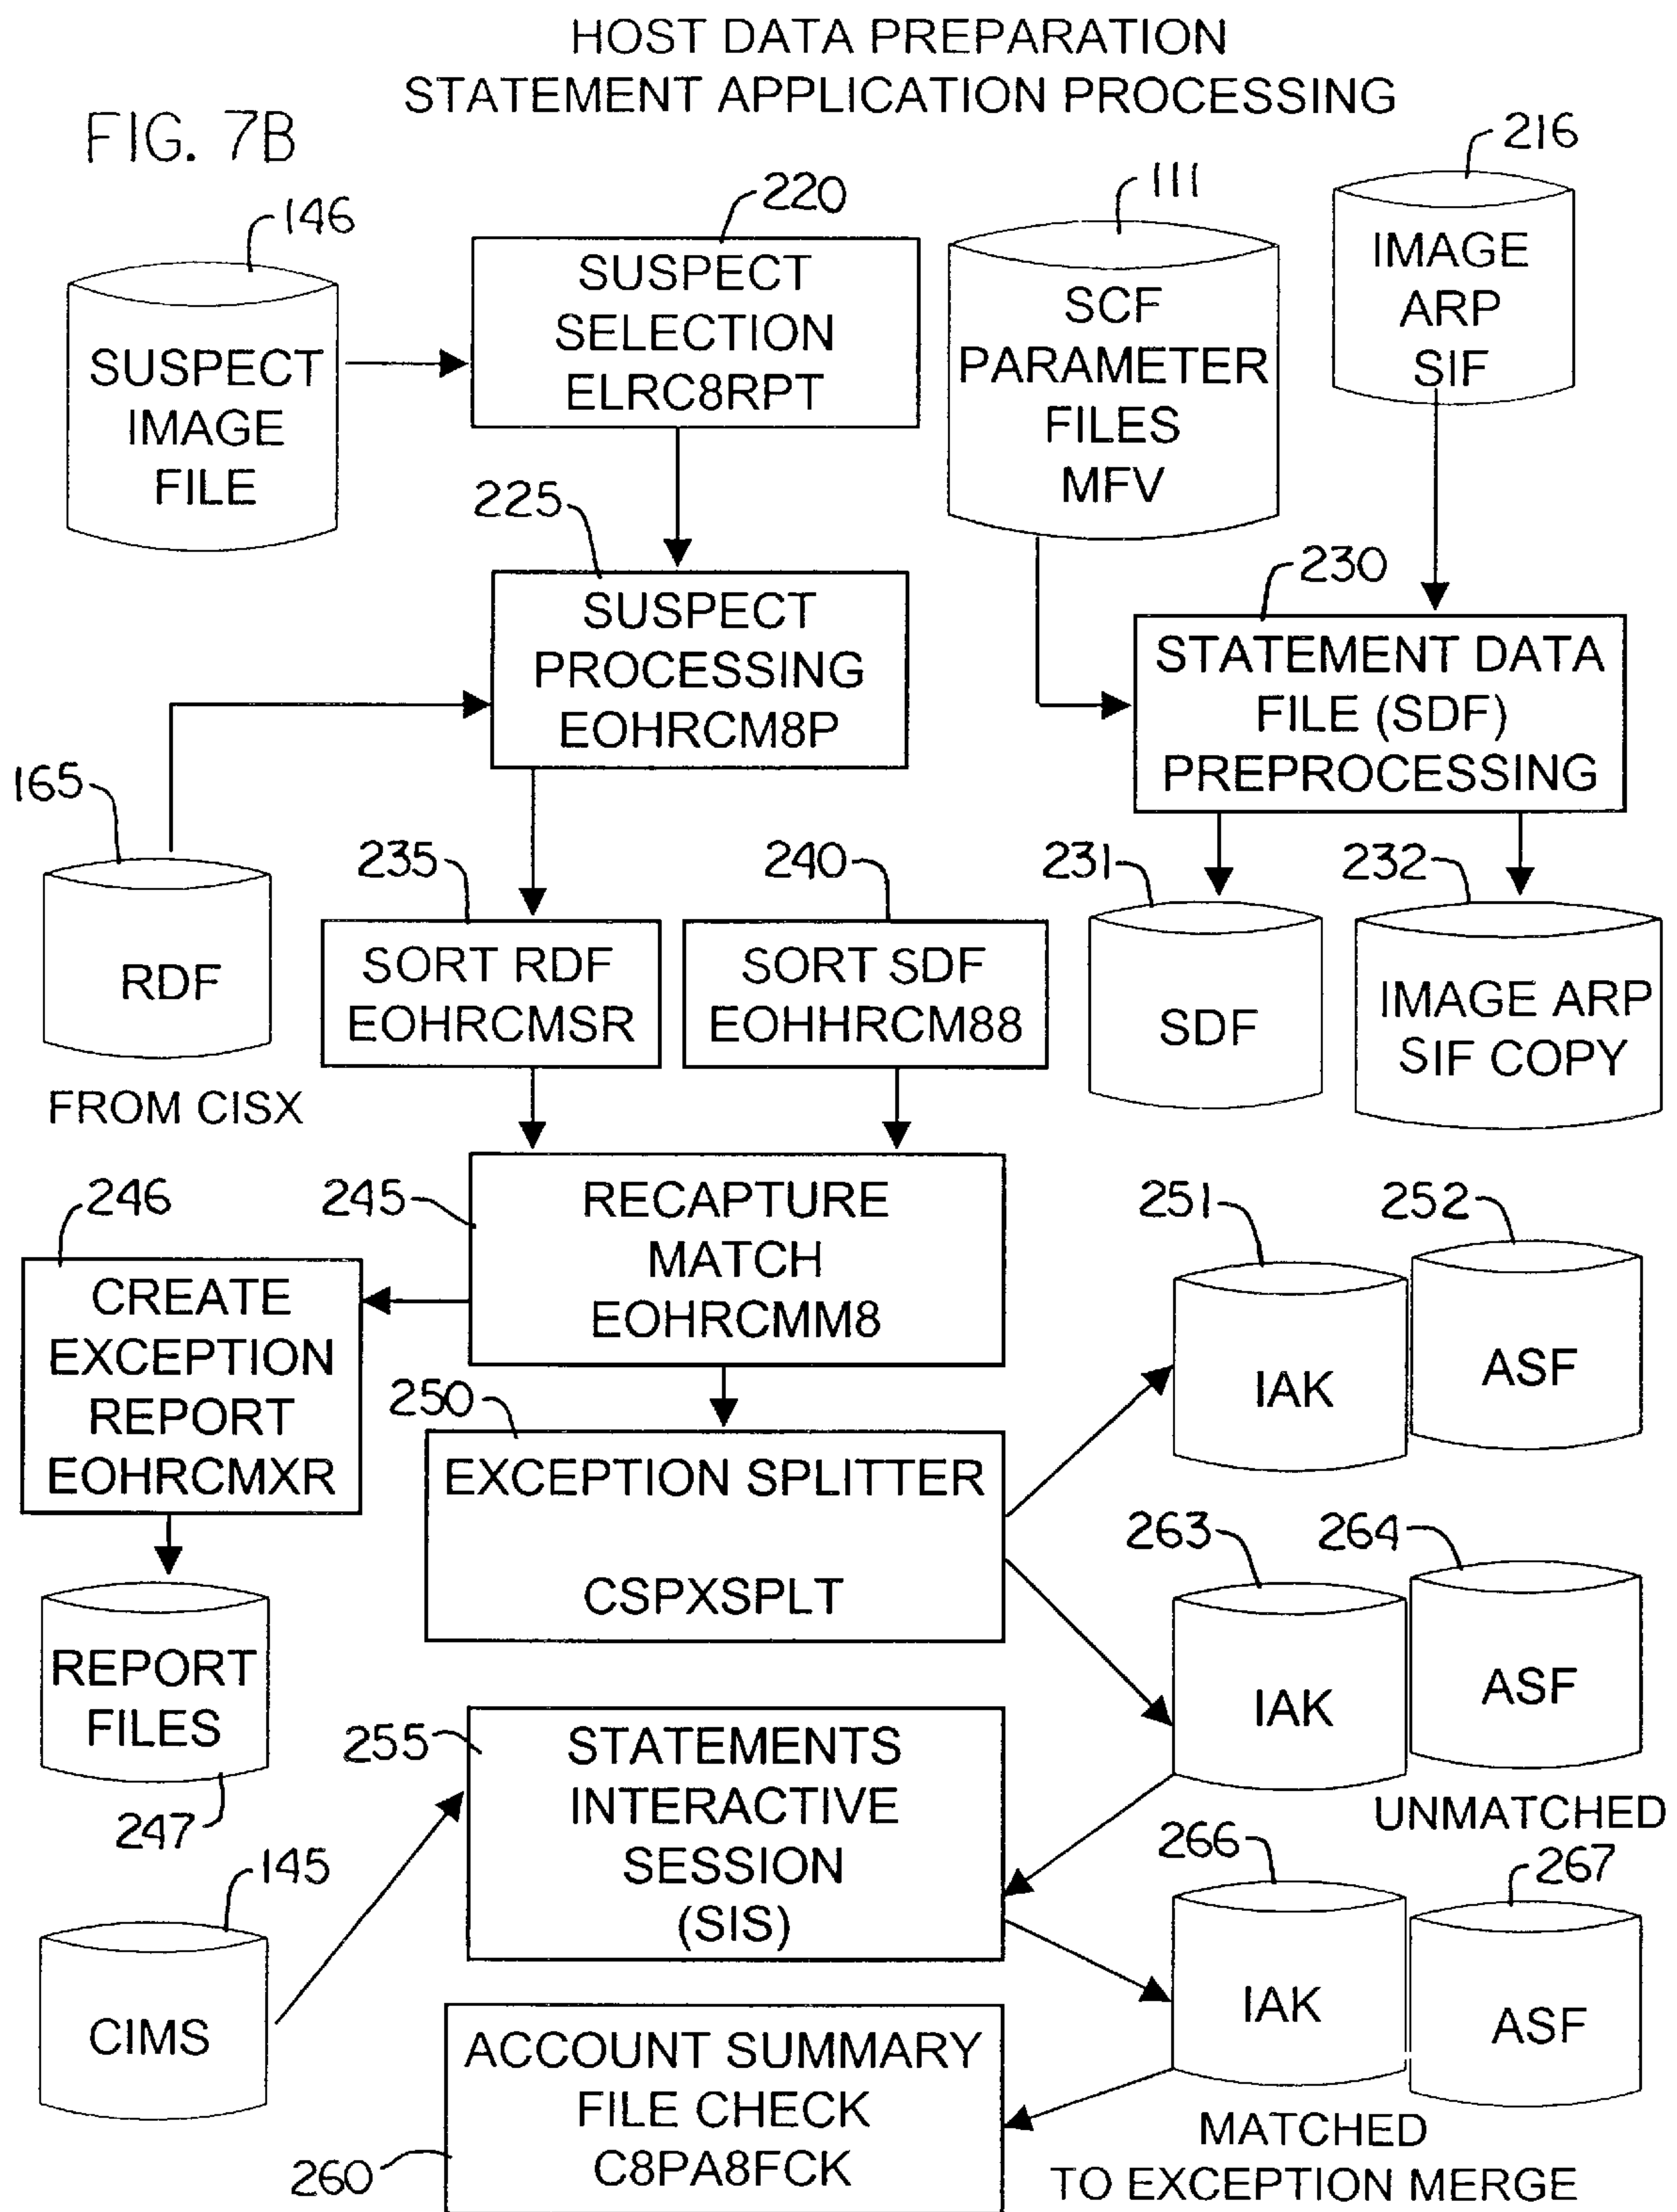 HOST DATA PREPARATION
STATEMENT APPLICATION PROCESSING
FIG. 7B
146
SUSPECT
IMAGE
FILE
220
SUSPECT
SELECTION
ELRC8RPT
111
SCF
PARAMETER
FILES
MFV
216
IMAGE
ARP
SIF
225
SUSPECT
PROCESSING
EOHRCM8P
230
STATEMENT DATA
FILE (SDF)
PREPROCESSING
165
RDF
FROM CISX
235
SORT RDF
EOHRCMSR
240
SORT SDF
EOHHRCM88
231
SDF
232
IMAGE ARP
SIF COPY
246
CREATE
EXCEPTION
REPORT
EOHRCMXR
245
RECAPTURE
MATCH
EOHRCMM8
251
IAK
252
ASF
250
EXCEPTION SPLITTER
CSPXSPLT
263
IAK
264
ASF
UNMATCHED
REPORT
FILES
247
255
STATEMENTS
INTERACTIVE
SESSION
(SIS)
145
CIMS
266
IAK
267
ASF
MATCHED
TO EXCEPTION MERGE
260
ACCOUNT SUMMARY
FILE CHECK
C8PA8FCK